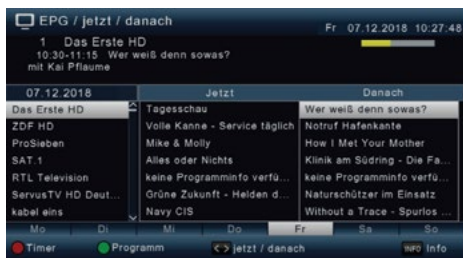 EPG / jetzt / danach
Fr 07.12.2018 10:27:48
1 Das Erste HD
10:30-11:15 Wer weiß denn sowas?
mit Kai Pflaume
07.12.2018 Jetzt Danach
Das Erste HD Tagesschau Wer weiß denn sowas?
ZDF HD Volle Kanne - Service täglich Notruf Hafenkante
ProSieben Mike & Molly How I Met Your Mother
SAT.1 Alles oder Nichts Klinik am Südring - Die Fa...
RTL Television keine Programminfo verfü... keine Programminfo verfü...
ServusTV HD Deut... Grüne Zukunft - Helden d... Naturschützer im Einsatz
kabel eins Navy CIS Without a Trace - Spurlos ...
Mo Di Mi Do Fr Sa So
Timer Programm <> jetzt / danach INFO Info